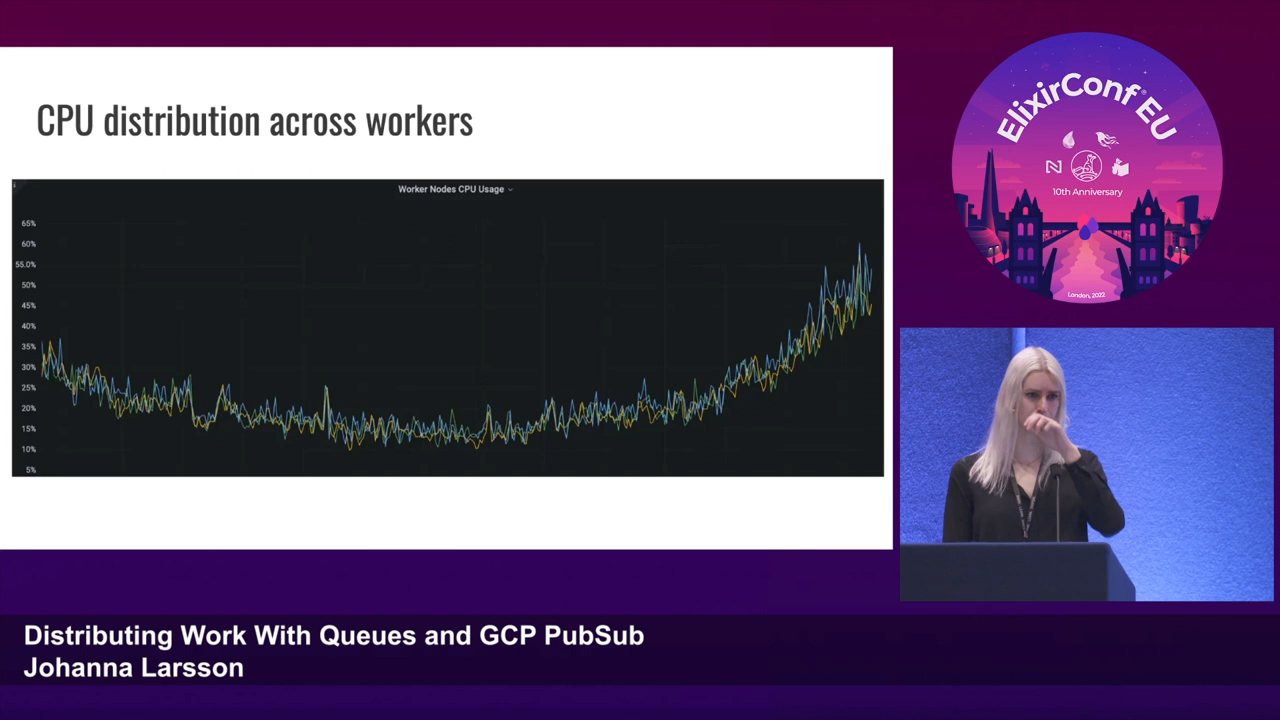 CPU distribution across workers
Worker Nodes CPU Usage
65%
60%
55.0%
50%
45%
40%
35%
30%
25%
20%
15%
10%
5%
ElixirConf EU
10th Anniversary
London, 2022
Distributing Work With Queues and GCP PubSub
Johanna Larsson